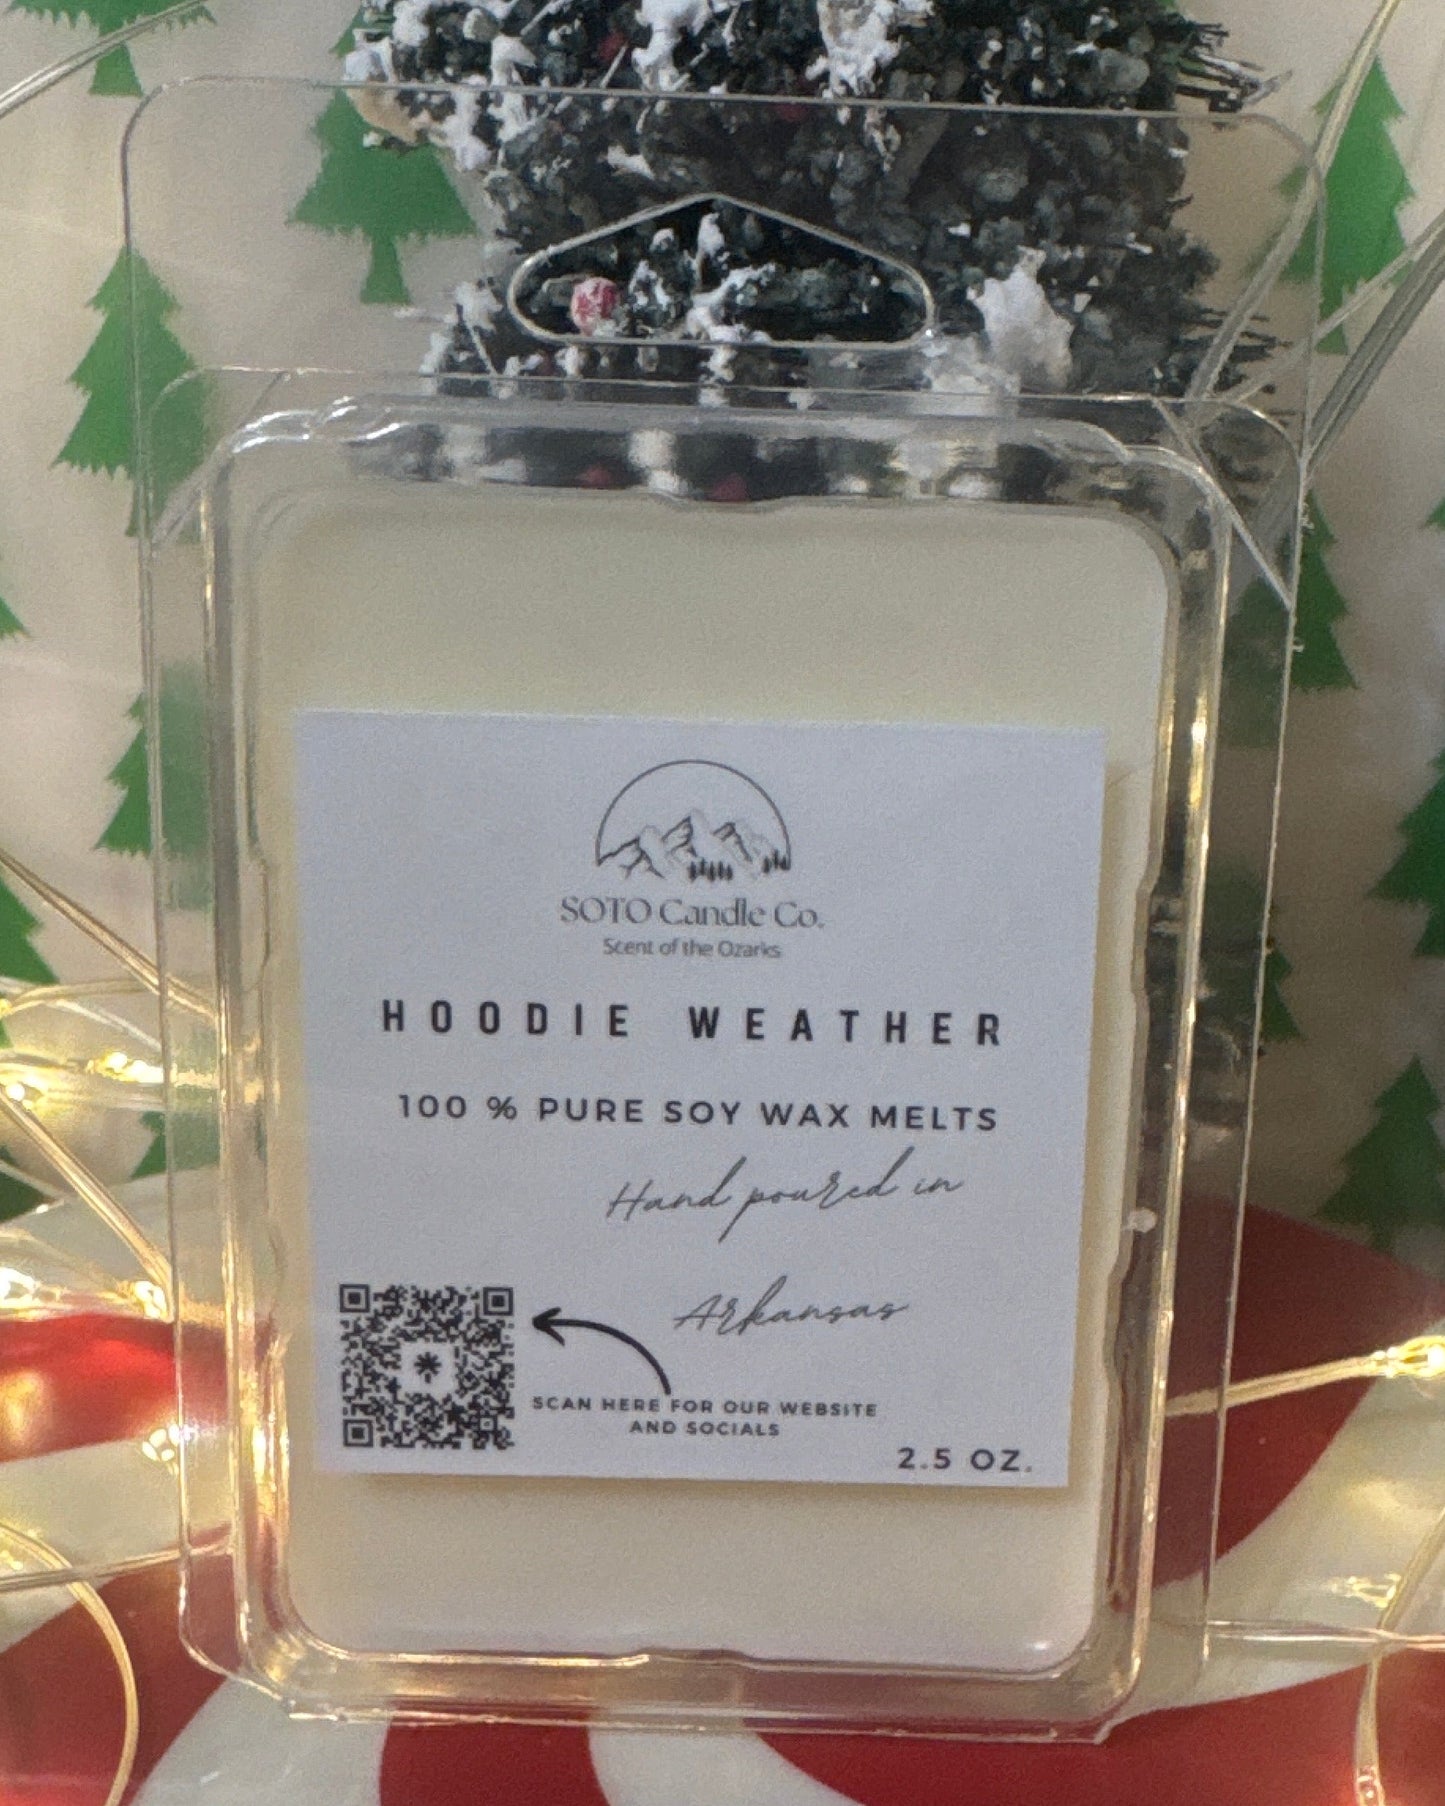 SOTO Candle Co.
Scent of the Ozarks
HOODIE WEATHER
100 % PURE SOY WAX MELTS
Hand poured in
Arkansas
SCAN HERE FOR OUR WEBSITE
AND SOCIALS
2.5 OZ.